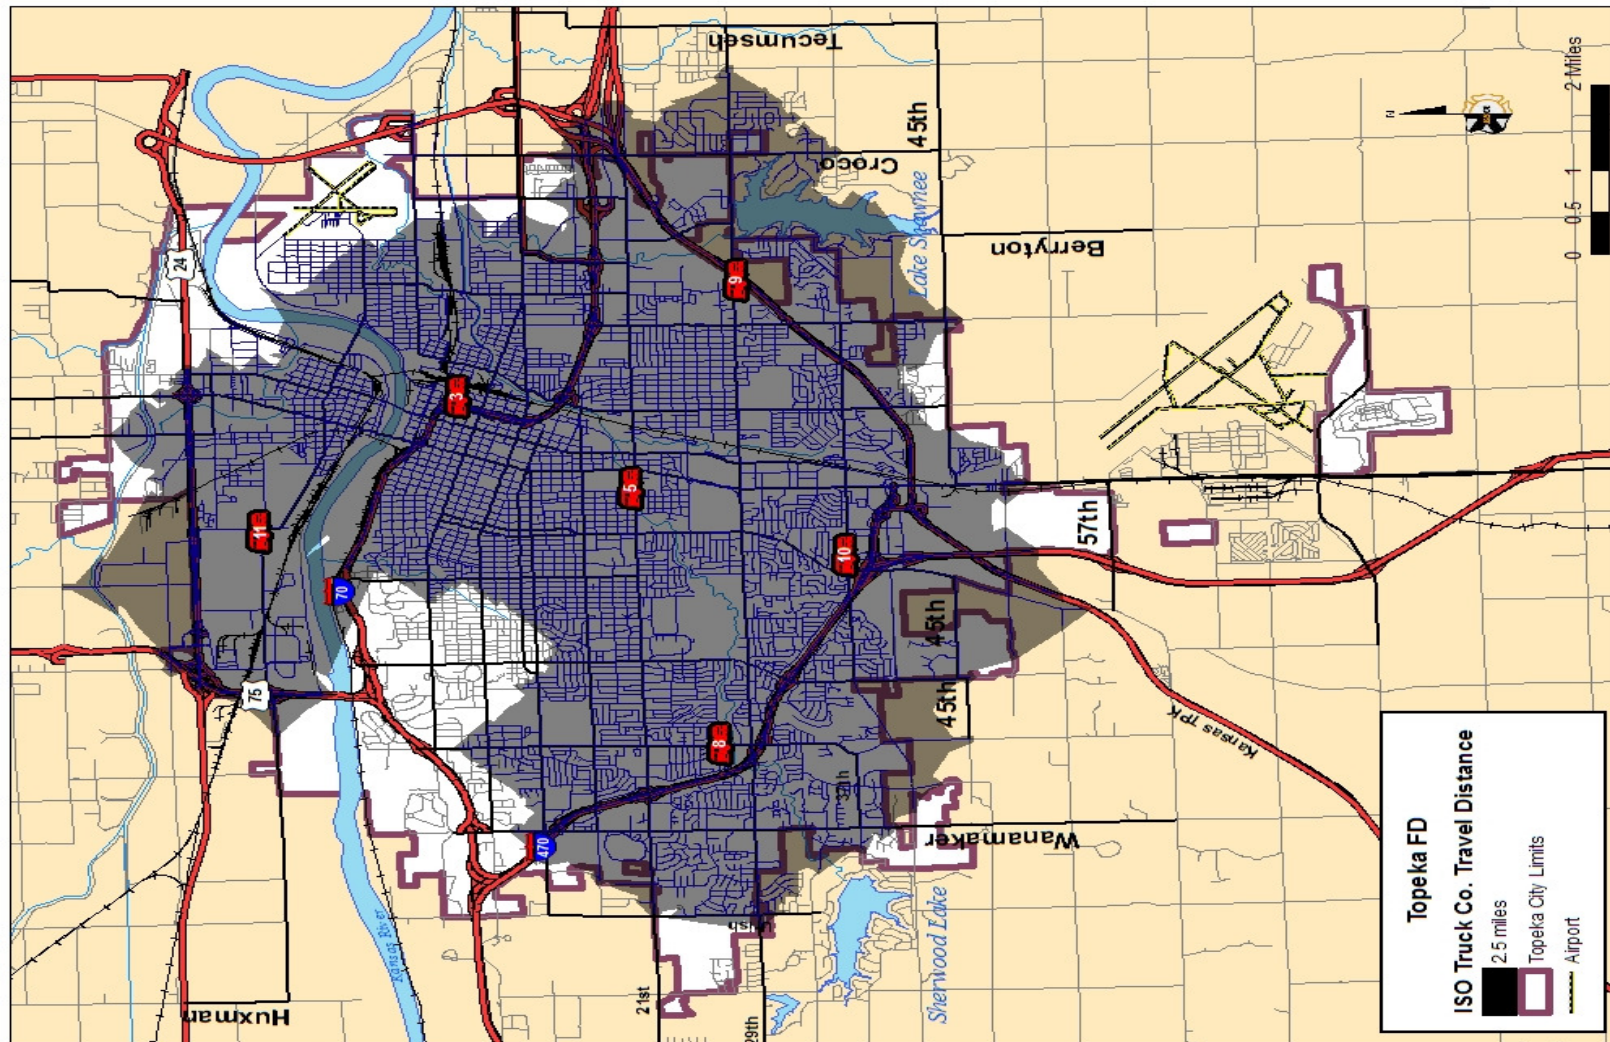 Tecumseh
45th
Croco
Lake Shawnee
Berryton
24
9
3
5
11
10
57th
70
45th
75
45th
8
37th
Kansas TPK
470
Wanamaker
Kansas River
Sherwood Lake
21st
29th
Huxman
N
0 0.5 1 2 Miles
Topeka FD
ISO Truck Co. Travel Distance
2.5 miles
Topeka City Limits
Airport